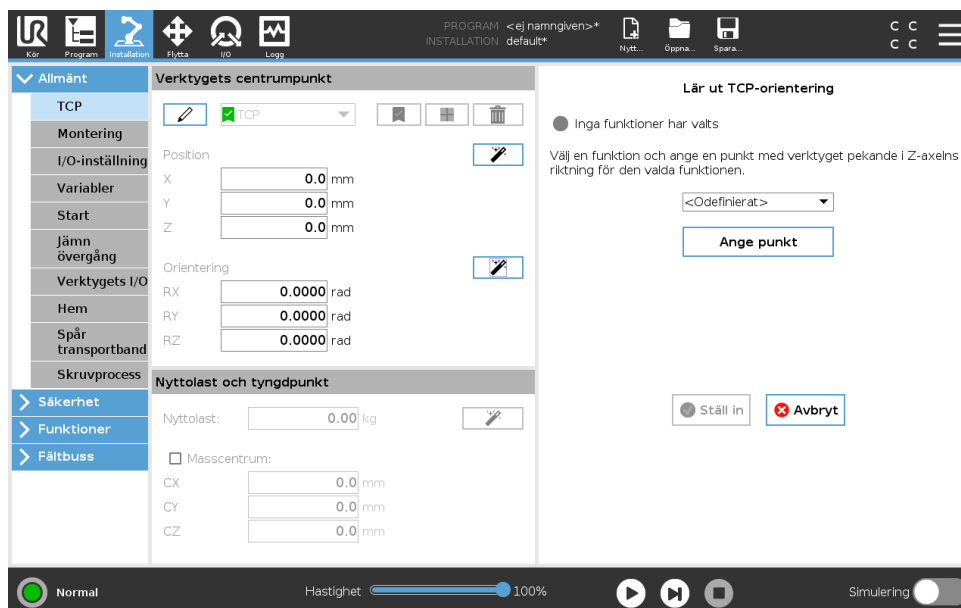 UR
Kör
Program
Installation
Flytta
I/O
Logg
PROGRAM <ej namngiven>*
INSTALLATION default*
Nytt...
Öppna...
Spara...
C C
C C
Allmänt
TCP
Montering
I/O-inställning
Variabler
Start
Jämn
övergång
Verktygets I/O
Hem
Spår
transportband
Skruvprocess
Säkerhet
Funktioner
Fältbuss
Verktygets centrumpunkt
TCP
Position
X 0.0 mm
Y 0.0 mm
Z 0.0 mm
Orientering
RX 0.0000 rad
RY 0.0000 rad
RZ 0.0000 rad
Nyttolast och tyngdpunkt
Nyttolast: 0.00 kg
Masscentrum:
CX 0.0 mm
CY 0.0 mm
CZ 0.0 mm
Lär ut TCP-orientering
Inga funktioner har valts
Välj en funktion och ange en punkt med verktyget pekande i Z-axelns
riktning för den valda funktionen.
<Odefinierat>
Ange punkt
Ställ in
Avbryt
Normal
Hastighet 100%
Simulering